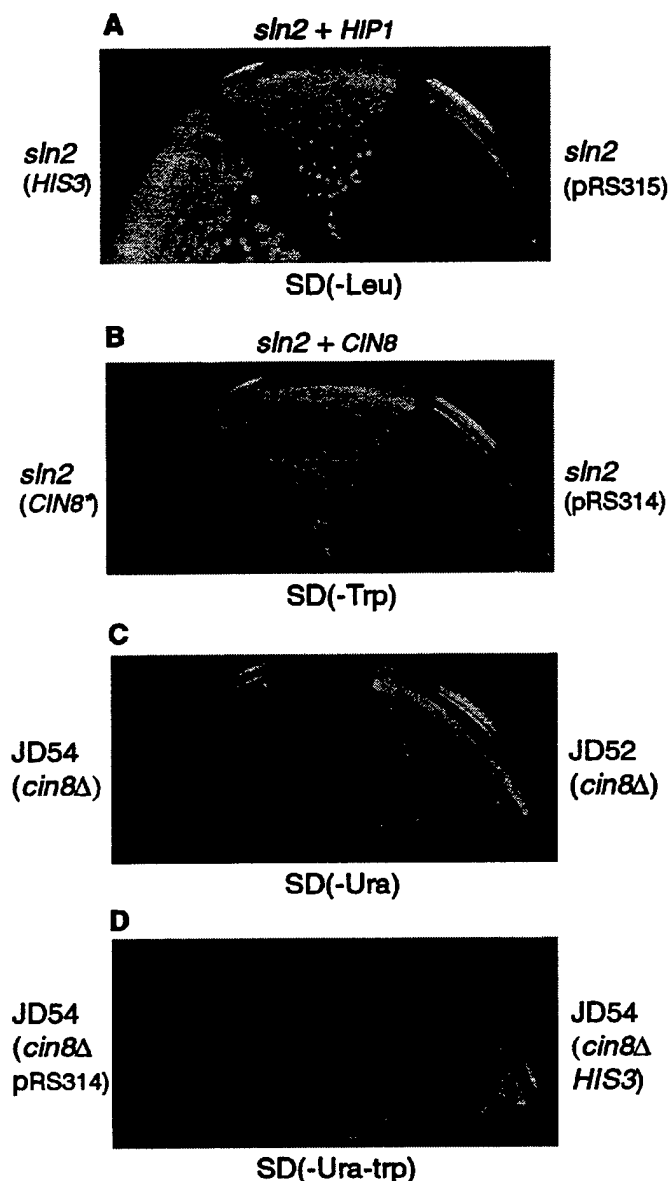 A
sln2 + HIP1
sln2
(HIS3)
sln2
(pRS315)
SD(-Leu)
B
sln2 + CIN8
sln2
(CIN8*)
sln2
(pRS314)
SD(-Trp)
C
JD54
(cin8Δ)
JD52
(cin8Δ)
SD(-Ura)
D
JD54
(cin8Δ
pRS314)
JD54
(cin8Δ
HIS3)
SD(-Ura-trp)